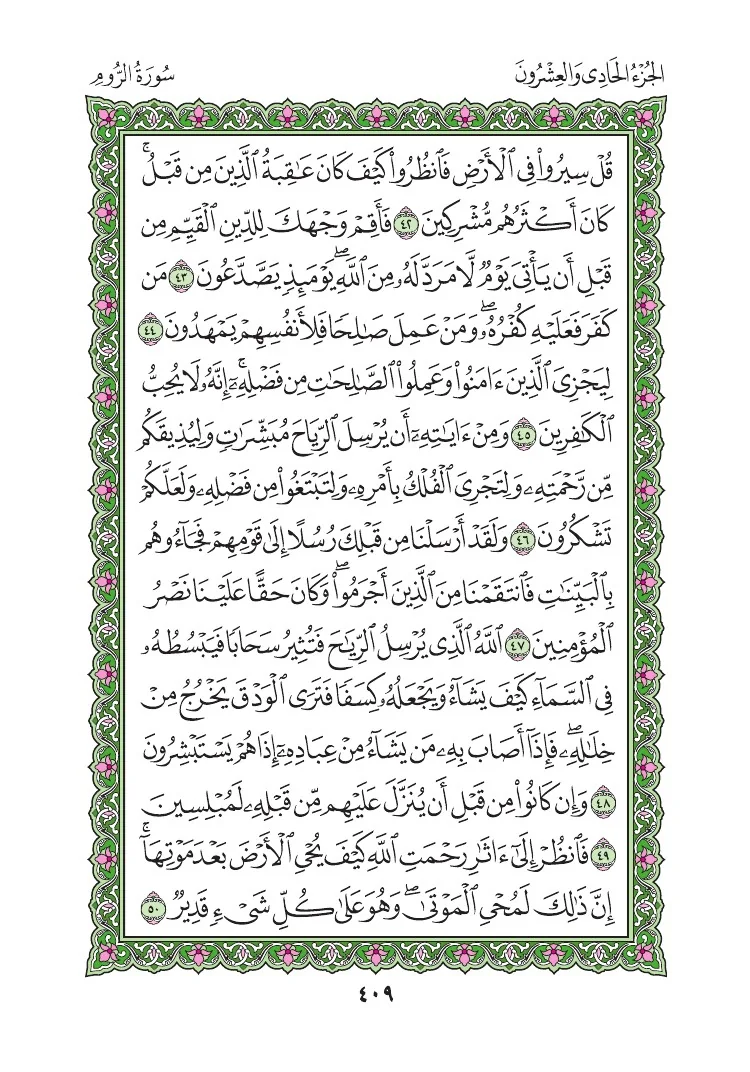 الجُزْءُ الحَادِي وَالعِشْرُونَ
سُورَةُ الرُّومِ
قُلْ سِيرُواْ فِي ٱلْأَرْضِ فَٱنظُرُواْ كَيْفَ كَانَ عَٰقِبَةُ ٱلَّذِينَ مِن قَبْلُۚ
كَانَ أَكْثَرُهُم مُّشْرِكِينَ ٤٢ فَأَقِمْ وَجْهَكَ لِلدِّينِ ٱلْقَيِّمِ مِن
قَبْلِ أَن يَأْتِيَ يَوْمٌ لَّا مَرَدَّ لَهُۥ مِنَ ٱللَّهِۖ يَوْمَئِذٍ يَصَّدَّعُونَ ٤٣ مَن
كَفَرَ فَعَلَيْهِ كُفْرُهُۥۖ وَمَنْ عَمِلَ صَٰلِحًا فَلِأَنفُسِهِمْ يَمْهَدُونَ ٤٤
لِيَجْزِيَ ٱلَّذِينَ ءَامَنُواْ وَعَمِلُواْ ٱلصَّٰلِحَٰتِ مِن فَضْلِهِۦٓۚ إِنَّهُۥ لَا يُحِبُّ
ٱلْكَٰفِرِينَ ٤٥ وَمِنْ ءَايَٰتِهِۦٓ أَن يُرْسِلَ ٱلرِّيَاحَ مُبَشِّرَٰتٍ وَلِيُذِيقَكُم
مِّن رَّحْمَتِهِۦ وَلِتَجْرِيَ ٱلْفُلْكُ بِأَمْرِهِۦ وَلِتَبْتَغُواْ مِن فَضْلِهِۦ وَلَعَلَّكُمْ
تَشْكُرُونَ ٤٦ وَلَقَدْ أَرْسَلْنَا مِن قَبْلِكَ رُسُلًا إِلَىٰ قَوْمِهِمْ فَجَآءُوهُم
بِٱلْبَيِّنَٰتِ فَٱنتَقَمْنَا مِنَ ٱلَّذِينَ أَجْرَمُواْۖ وَكَانَ حَقًّا عَلَيْنَا نَصْرُ
ٱلْمُؤْمِنِينَ ٤٧ ٱللَّهُ ٱلَّذِي يُرْسِلُ ٱلرِّيَٰحَ فَتُثِيرُ سَحَابًا فَيَبْسُطُهُۥ
فِي ٱلسَّمَآءِ كَيْفَ يَشَآءُ وَيَجْعَلُهُۥ كِسَفًا فَتَرَى ٱلْوَدْقَ يَخْرُجُ مِنْ
خِلَٰلِهِۦۖ فَإِذَآ أَصَابَ بِهِۦ مَن يَشَآءُ مِنْ عِبَادِهِۦٓ إِذَا هُمْ يَسْتَبْشِرُونَ
٤٨ وَإِن كَانُواْ مِن قَبْلِ أَن يُنَزَّلَ عَلَيْهِم مِّن قَبْلِهِۦ لَمُبْلِسِينَ
٤٩ فَٱنظُرْ إِلَىٰٓ ءَاثَٰرِ رَحْمَتِ ٱللَّهِ كَيْفَ يُحْيِ ٱلْأَرْضَ بَعْدَ مَوْتِهَآۚ
إِنَّ ذَٰلِكَ لَمُحْيِ ٱلْمَوْتَىٰۖ وَهُوَ عَلَىٰ كُلِّ شَيْءٍ قَدِيرٌ ٥٠
٤٠٩